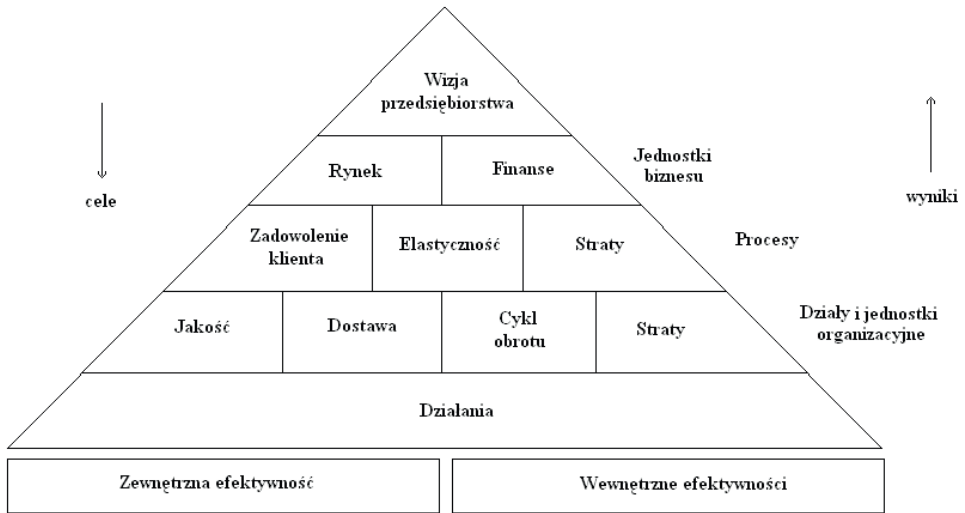 Wizja
przedsiębiorstwa
Rynek
Finanse
Jednostki
biznesu
cele
wyniki
Zadowolenie
klienta
Elastyczność
Straty
Procesy
Jakość
Dostawa
Cykl
obrotu
Straty
Działy i jednostki
organizacyjne
Działania
Zewnętrzna efektywność
Wewnętrzne efektywności